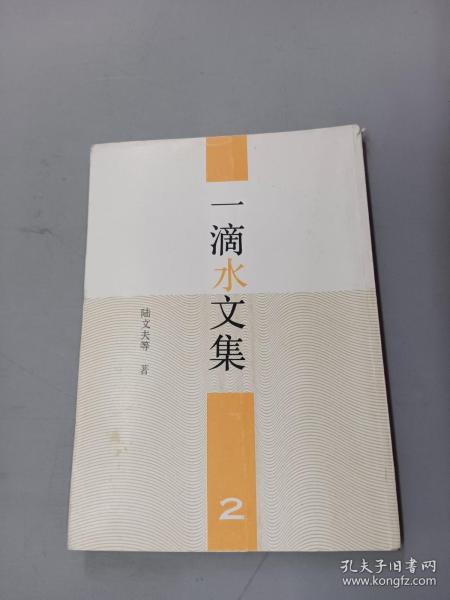 一滴水文集
陆文夫等 著
2
孔夫子旧书网
www.kongfz.com